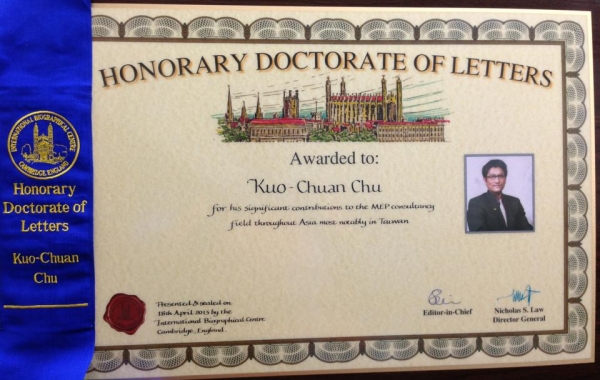 HONORARY DOCTORATE OF LETTERS
Awarded to:
Kuo-Chuan Chu
for his significant contributions to the MEP consultancy
field throughout Asia most notably in Taiwan
Presented & sealed on
18th April 2013 by the
International Biographical Centre
Cambridge, England.
Editor-in-Chief
Nicholas S. Law
Director General
INTERNATIONAL BIOGRAPHICAL CENTRE
CAMBRIDGE, ENGLAND
Honorary
Doctorate of
Letters
Kuo-Chuan
Chu